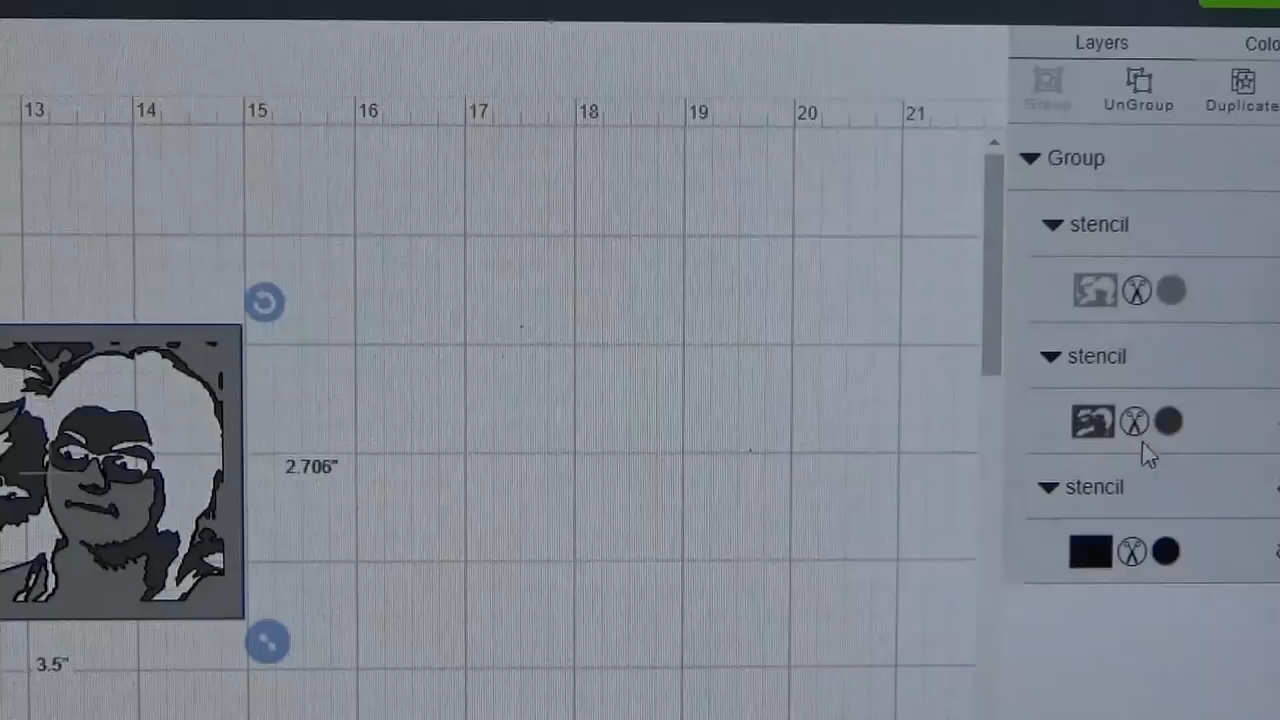 Layers
Group UnGroup Duplicate
13 14 15 16 17 18 19 20 21
Group
stencil
stencil
2.706"
stencil
3.5"